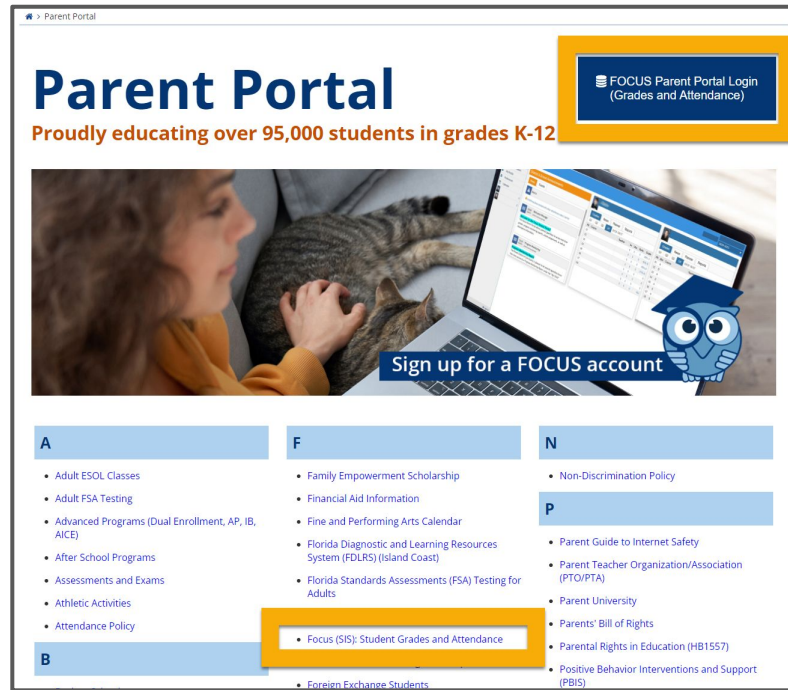 > Parent Portal
Parent Portal
FOCUS Parent Portal Login
(Grades and Attendance)
Proudly educating over 95,000 students in grades K-12
Sign up for a FOCUS account
A
• Adult ESOL Classes
• Adult FSA Testing
• Advanced Programs (Dual Enrollment, AP, IB,
AICE)
• After School Programs
• Assessments and Exams
• Athletic Activities
• Attendance Policy
B
F
• Family Empowerment Scholarship
• Financial Aid Information
• Fine and Performing Arts Calendar
• Florida Diagnostic and Learning Resources
System (FDLRS) (Island Coast)
• Florida Standards Assessments (FSA) Testing for
Adults
• Focus (SIS): Student Grades and Attendance
• Foreign Exchange Students
N
• Non-Discrimination Policy
P
• Parent Guide to Internet Safety
• Parent Teacher Organization/Association
(PTO/PTA)
• Parent University
• Parents' Bill of Rights
• Parental Rights in Education (HB1557)
• Positive Behavior Interventions and Support
(PBIS)